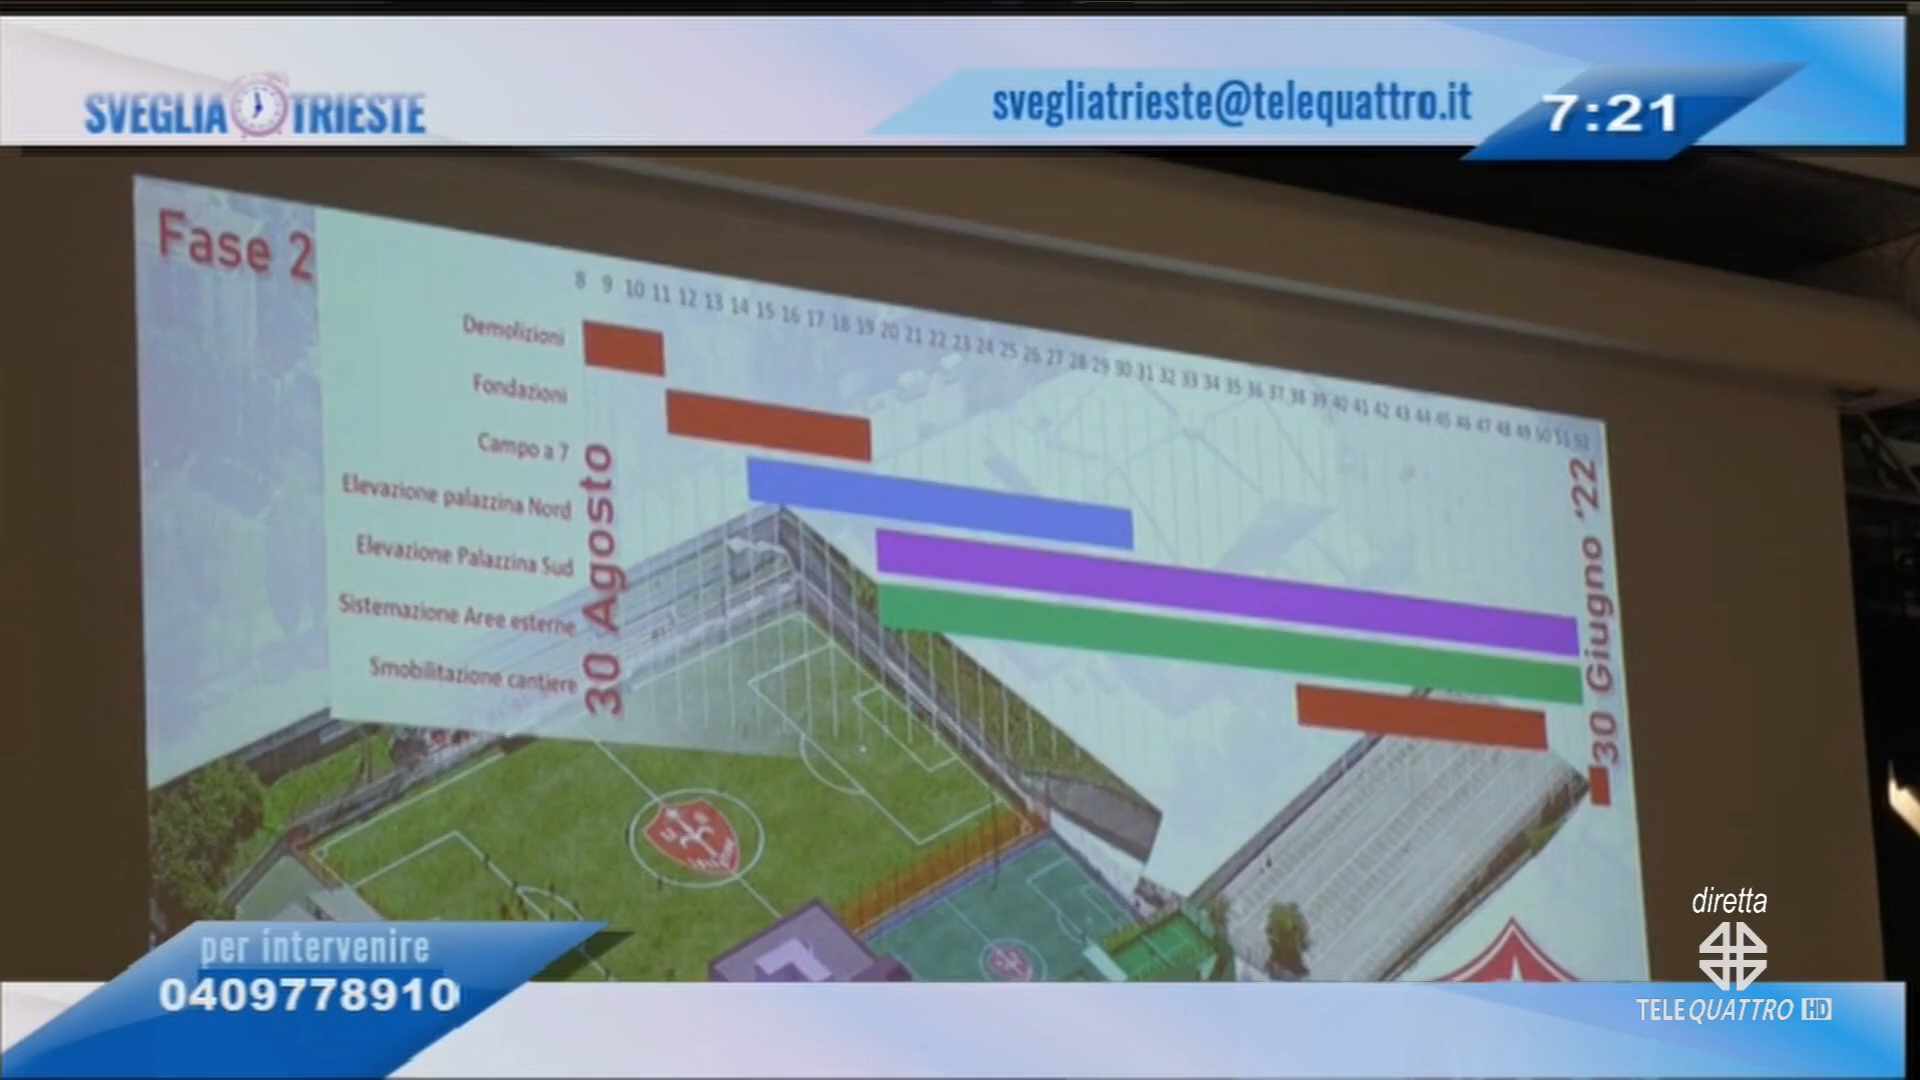 SVEGLIA TRIESTE
svegliatrieste@telequattro.it
7:21
Fase 2
8 9 10 11 12 13 14 15 16 17 18 19 20 21 22 23 24 25 26 27 28 29 30 31 32 33 34 35 36 37 38 39 40 41 42 43 44 45 46 47 48 49 50 51 52
Demolizioni
Fondazioni
Campo a 7
Elevazione palazzina Nord
Elevazione Palazzina Sud
Sistemazione Aree esterne
Smobilitazione cantiere
30 Agosto
30 Giugno '22
per intervenire
0409778910
diretta
TELEQUATTRO HD